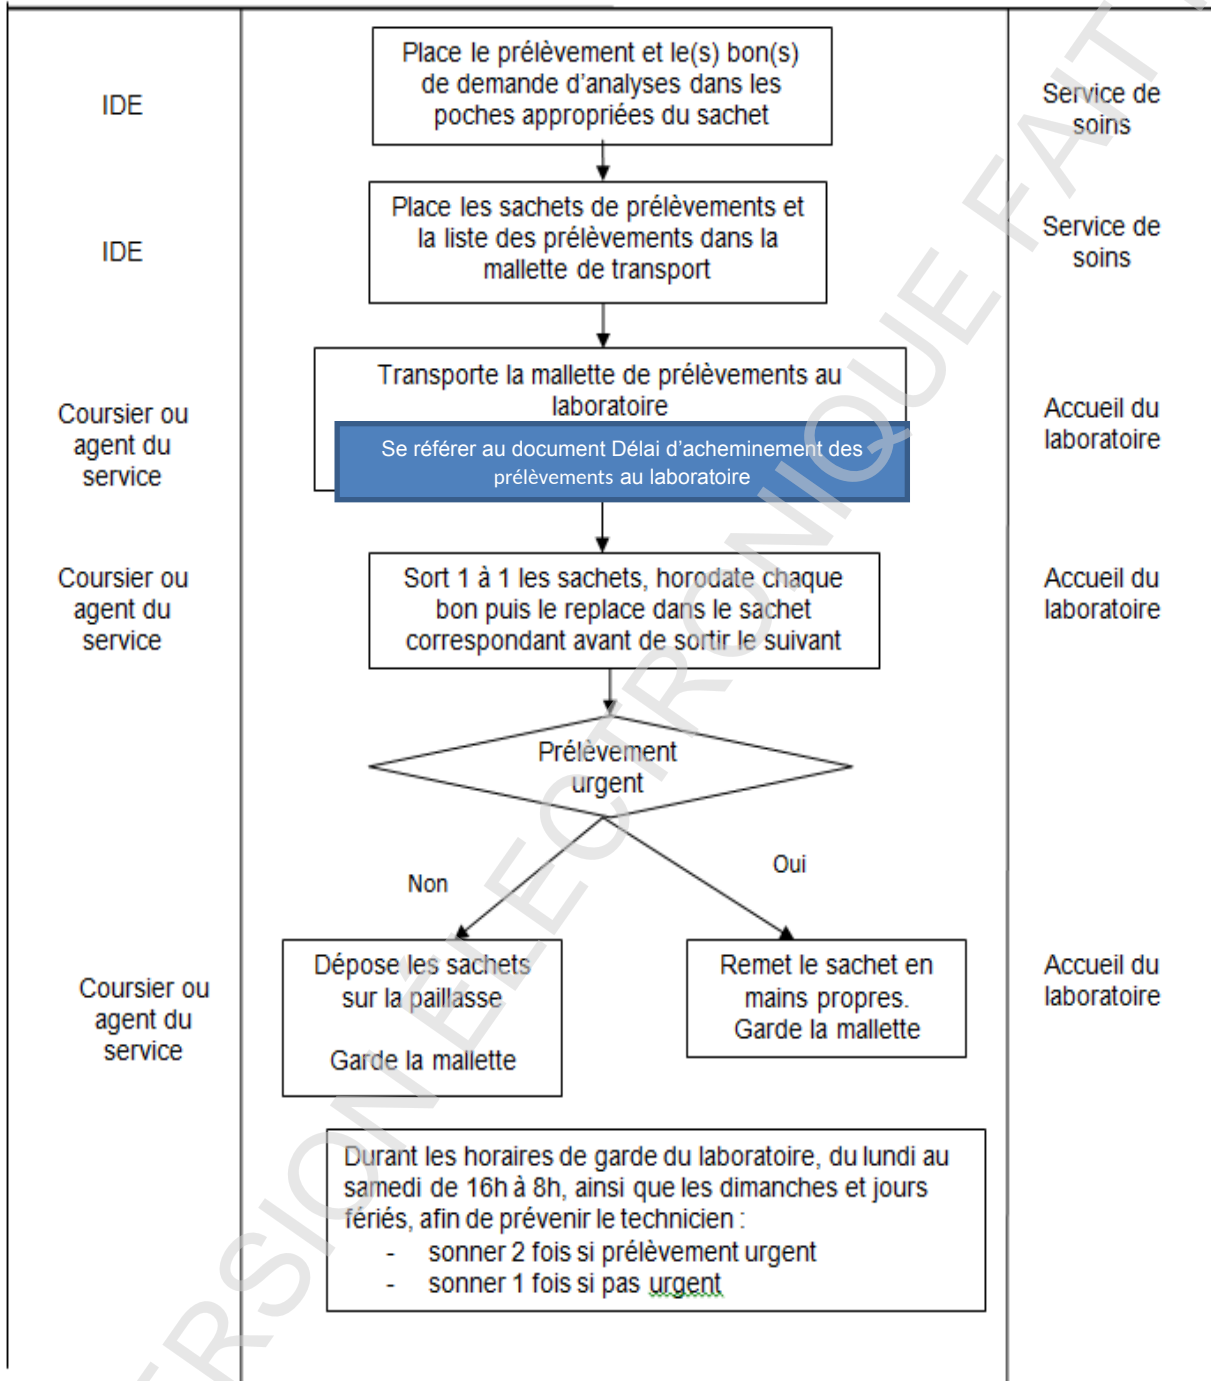 Place le prélèvement et le(s) bon(s)
de demande d'analyses dans les
poches appropriées du sachet
IDE
Service de
soins
Place les sachets de prélèvements et
la liste des prélèvements dans la
mallette de transport
IDE
Service de
soins
Transporte la mallette de prélèvements au
laboratoire
Coursier ou
agent du
service
Se référer au document Délai d'acheminement des
prélèvements au laboratoire
Accueil du
laboratoire
Coursier ou
agent du
service
Sort 1 à 1 les sachets, horodate chaque
bon puis le replace dans le sachet
correspondant avant de sortir le suivant
Accueil du
laboratoire
Prélèvement
urgent
Non
Oui
Coursier ou
agent du
service
Dépose les sachets
sur la paillasse
Garde la mallette
Remet le sachet en
mains propres.
Garde la mallette
Accueil du
laboratoire
Durant les horaires de garde du laboratoire, du lundi au
samedi de 16h à 8h, ainsi que les dimanches et jours
fériés, afin de prévenir le technicien :
- sonner 2 fois si prélèvement urgent
- sonner 1 fois si pas urgent
ERSION ÉLECTRONIQUE FAIT